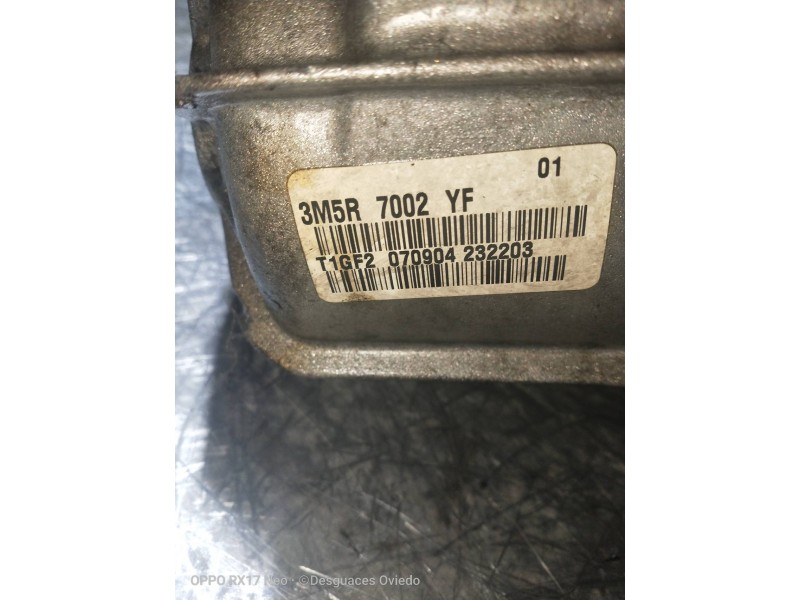 01
3M5R 7002 YF
T1GF2 070904 232203
OPPO RX17 Neo · ©Desguaces Oviedo